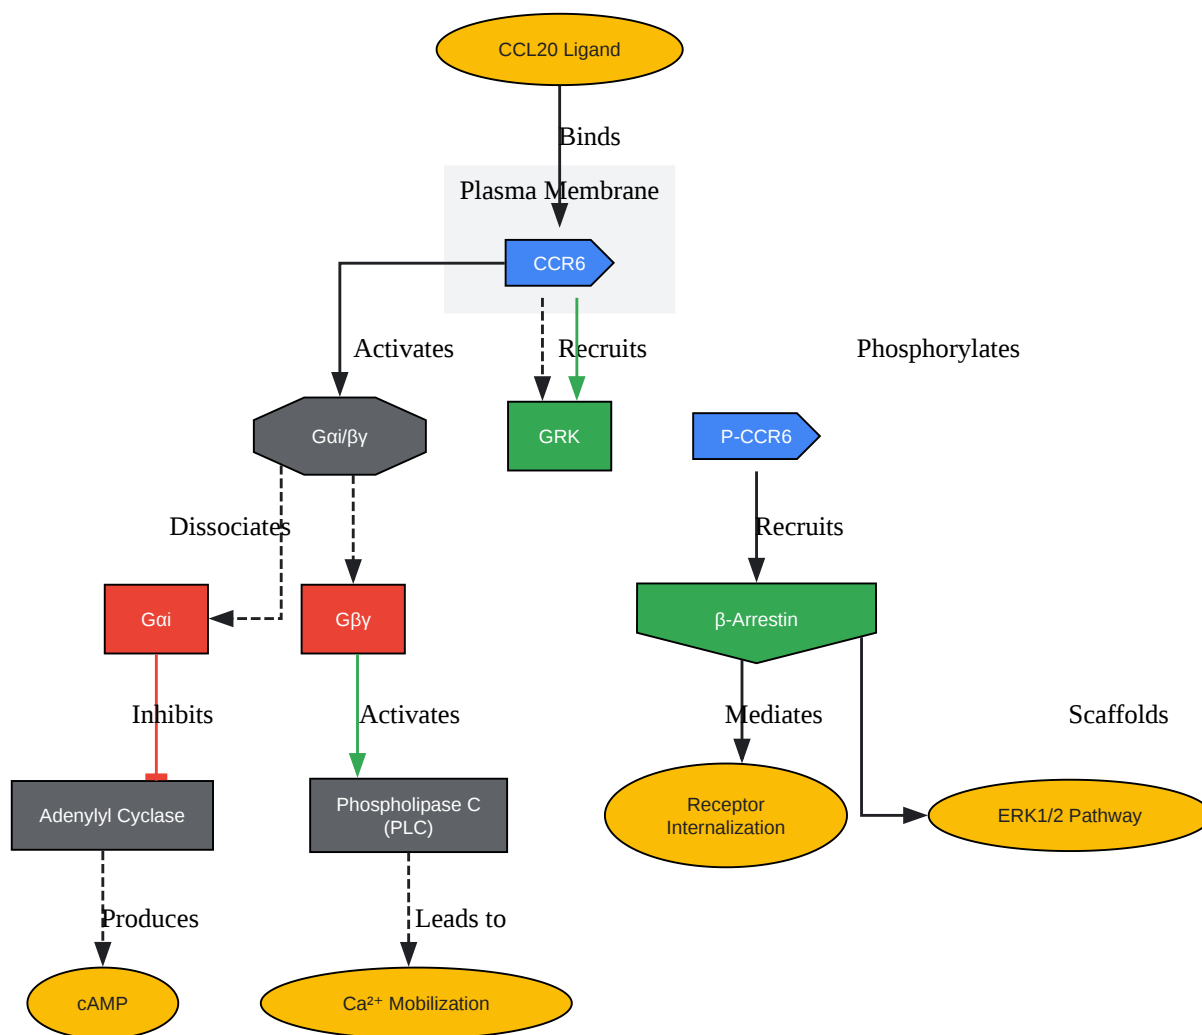 CCL20 Ligand
Binds
Plasma Membrane
CCR6
Activates
Recruits
Phosphorylates
Gαi/βγ
GRK
P-CCR6
Dissociates
Recruits
Gαi
Gβγ
β-Arrestin
Inhibits
Activates
Mediates
Scaffolds
Adenylyl Cyclase
Phospholipase C
(PLC)
Receptor
Internalization
ERK1/2 Pathway
Produces
Leads to
cAMP
Ca²⁺ Mobilization